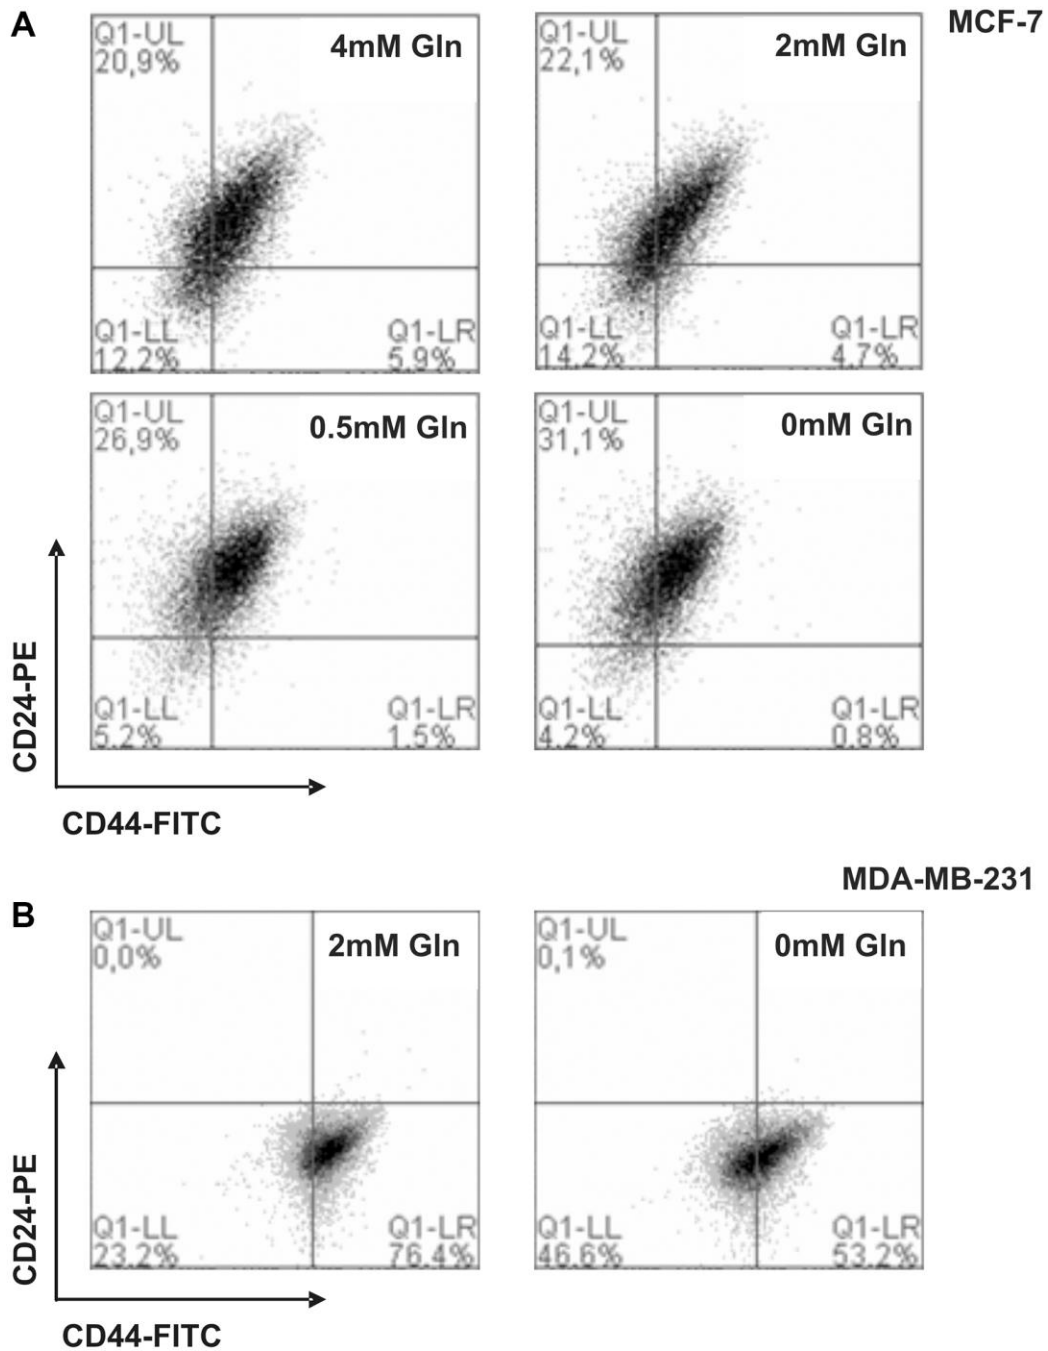 A
MCF-7
Q1-UL
20,9%
4mM Gln
Q1-LL
12.2%
Q1-LR
5.9%
Q1-UL
22,1%
2mM Gln
Q1-LL
14.2%
Q1-LR
4.7%
Q1-UL
26,9%
0.5mM Gln
Q1-LL
5.2%
Q1-LR
1.5%
Q1-UL
31,1%
0mM Gln
Q1-LL
4.2%
Q1-LR
0.8%
CD24-PE
CD44-FITC
MDA-MB-231
B
Q1-UL
0,0%
2mM Gln
Q1-LL
23.2%
Q1-LR
76.4%
Q1-UL
0,1%
0mM Gln
Q1-LL
46.6%
Q1-LR
53.2%
CD24-PE
CD44-FITC